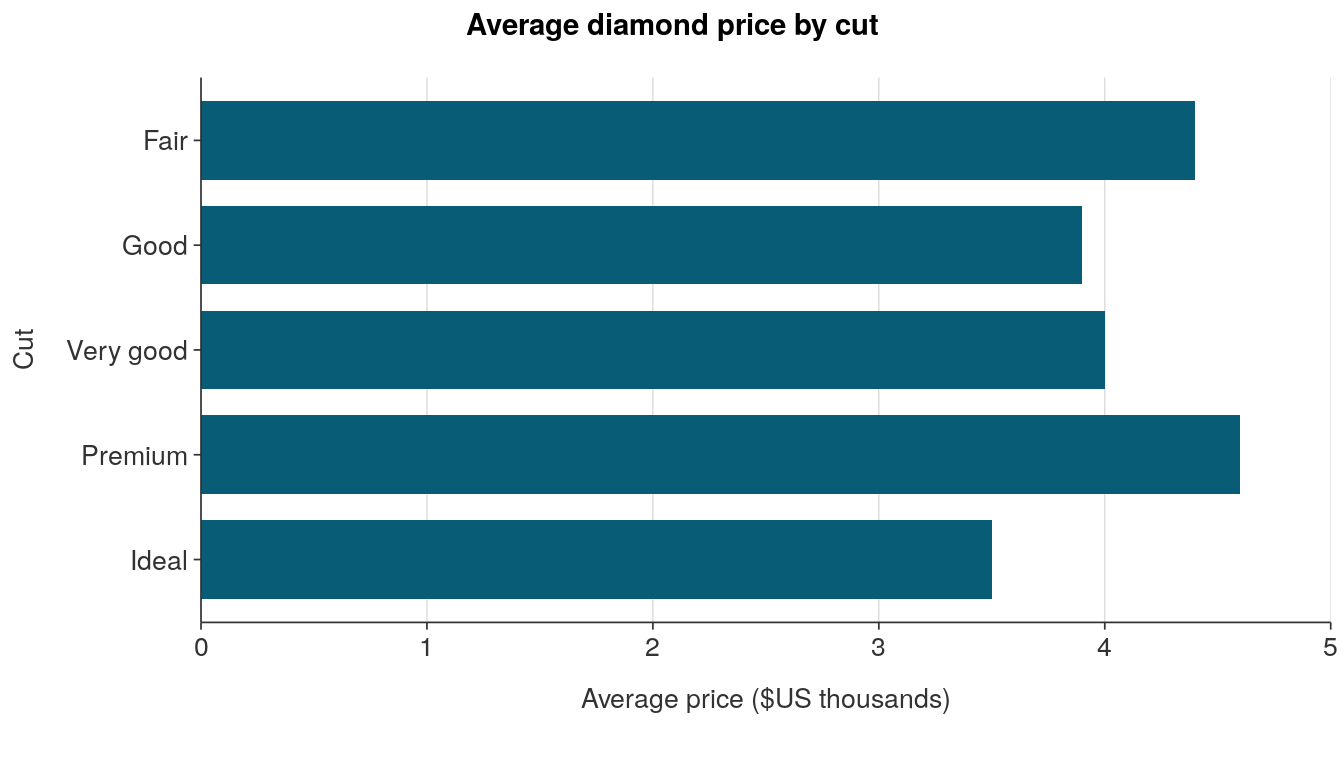 Average diamond price by cut
Cut
Fair
Good
Very good
Premium
Ideal
0 1 2 3 4 5
Average price ($US thousands)